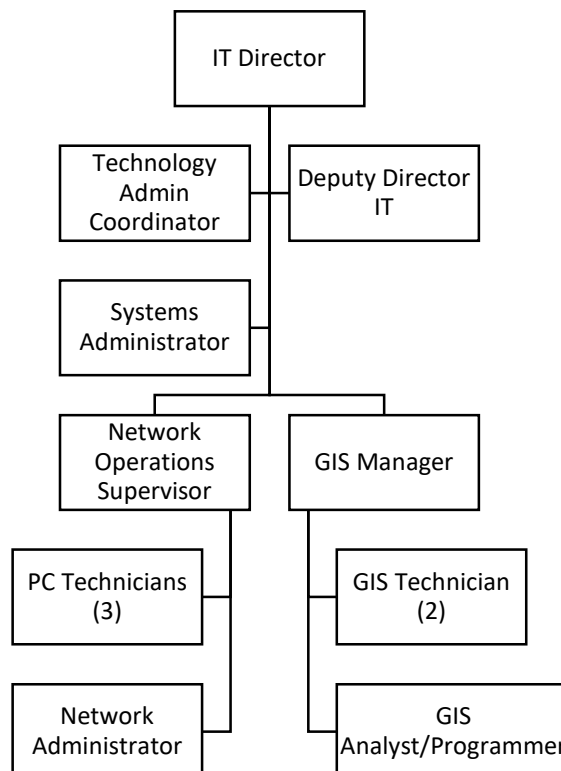 IT Director
Technology
Admin
Coordinator
Deputy Director
IT
Systems
Administrator
Network
Operations
Supervisor
GIS Manager
PC Technicians
(3)
GIS Technician
(2)
Network
Administrator
GIS
Analyst/Programmer